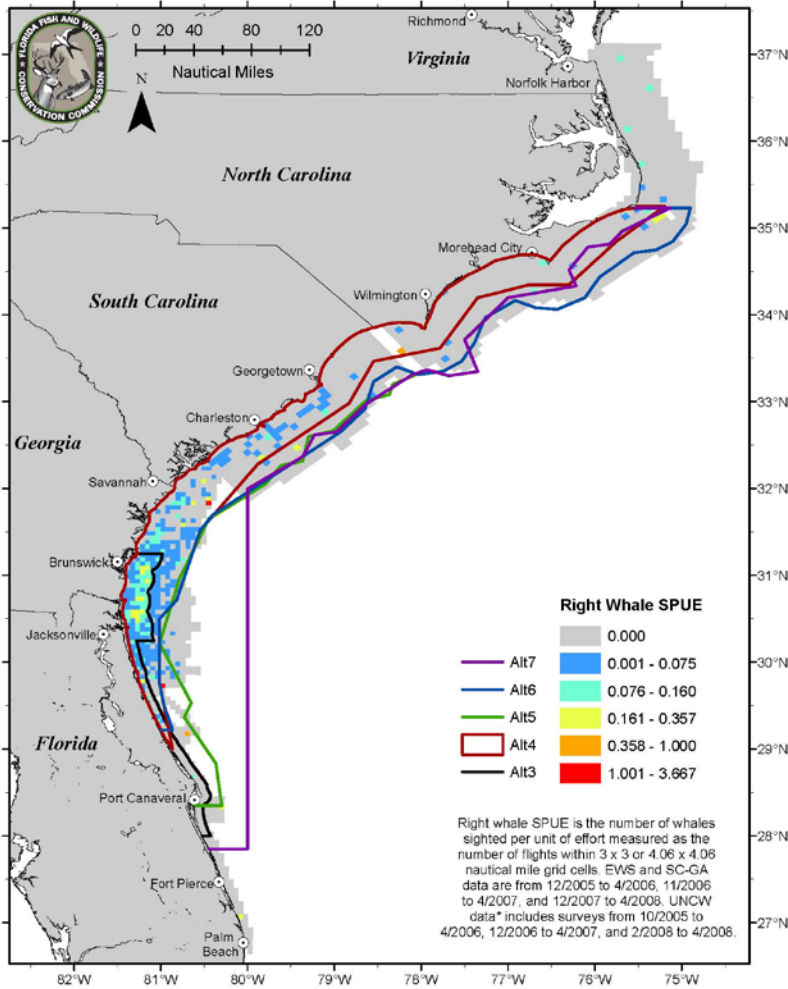 FLORIDA FISH AND WILDLIFE
CONSERVATION COMMISSION
0 20 40 80 120
Nautical Miles
N
Richmond
Virginia
Norfolk Harbor
37°N
36°N
North Carolina
35°N
Morehead City
South Carolina
Wilmington
34°N
Georgetown
33°N
Charleston
Georgia
Savannah
32°N
Brunswick
31°N
Jacksonville
30°N
Florida
29°N
Port Canaveral
28°N
Fort Pierce
27°N
Palm
Beach
Right Whale SPUE
0.000
Alt7
0.001 - 0.075
Alt6
0.076 - 0.160
Alt5
0.161 - 0.357
Alt4
0.358 - 1.000
Alt3
1.001 - 3.667
Right whale SPUE is the number of whales
sighted per unit of effort measured as the
number of flights within 3 x 3 or 4.06 x 4.06
nautical mile grid cells. EWS and SC-GA
data are from 12/2005 to 4/2006, 11/2006
to 4/2007, and 12/2007 to 4/2008. UNCW
data* includes surveys from 10/2005 to
4/2006, 12/2006 to 4/2007, and 2/2008 to 4/2008.
82°W 81°W 80°W 79°W 78°W 77°W 76°W 75°W